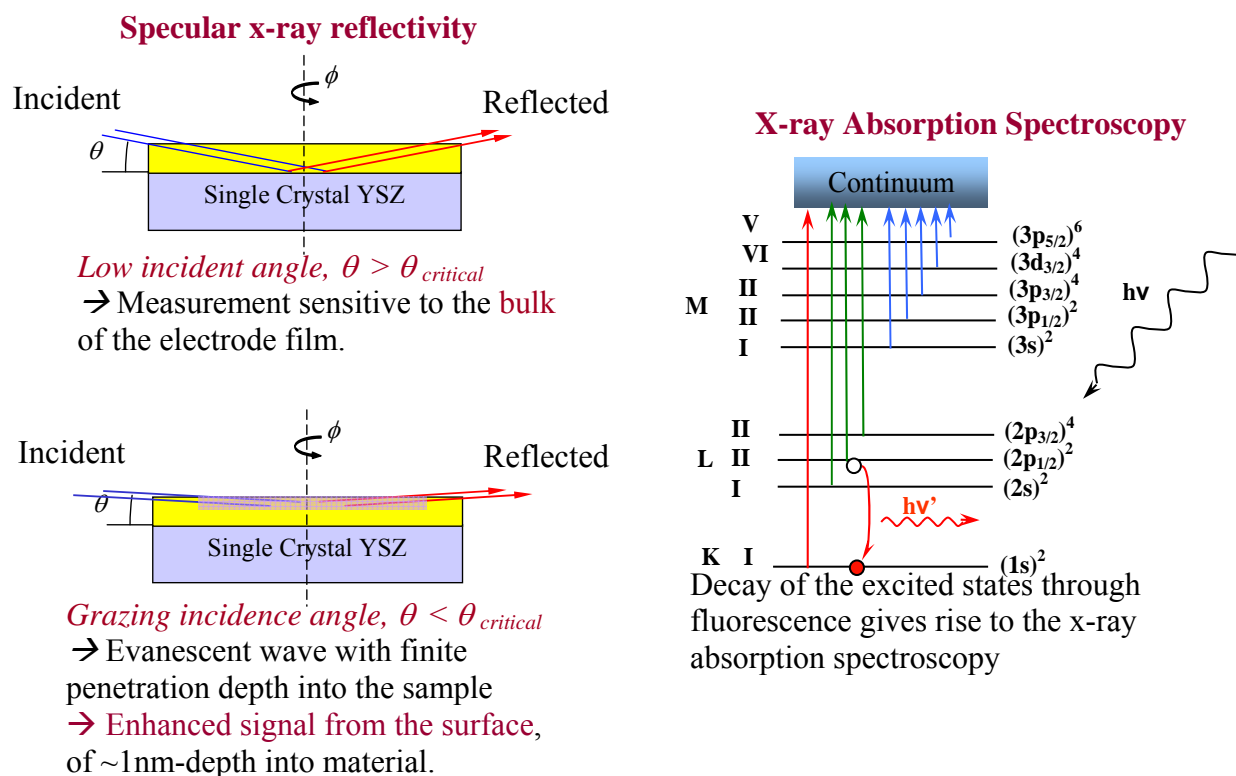 Specular x-ray reflectivity
ϕ
Incident
Reflected
θ
Single Crystal YSZ
Low incident angle, θ > θ critical
→ Measurement sensitive to the bulk
of the electrode film.
ϕ
Incident
Reflected
θ
Single Crystal YSZ
Grazing incidence angle, θ < θ critical
→ Evanescent wave with finite
penetration depth into the sample
→ Enhanced signal from the surface,
of ~1nm-depth into material.
X-ray Absorption Spectroscopy
Continuum
V (3p5/2)6
VI (3d3/2)4
M
II (3p3/2)4
II (3p1/2)2
I (3s)2
hν
II (2p3/2)4
L II (2p1/2)2
I (2s)2
hν’
K I (1s)2
Decay of the excited states through
fluorescence gives rise to the x-ray
absorption spectroscopy